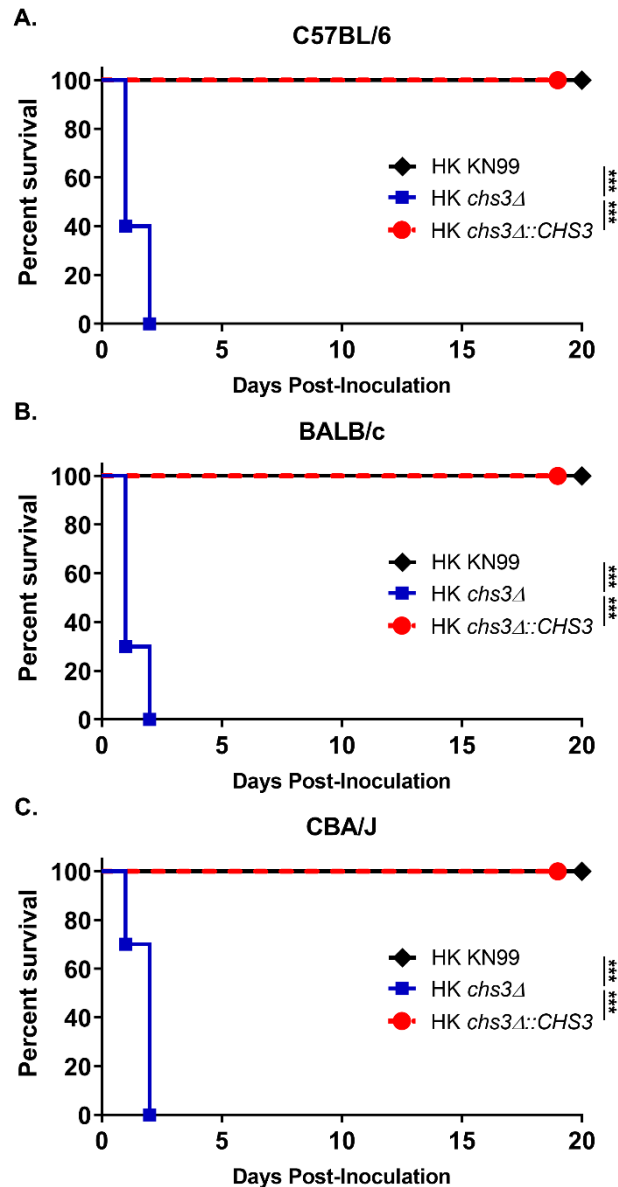 A.
C57BL/6
Percent survival
100
80
60
40
20
0
HK KN99
HK chs3Δ
HK chs3Δ::CHS3
***
***
0 5 10 15 20
Days Post-Inoculation
B.
BALB/c
Percent survival
100
80
60
40
20
0
HK KN99
HK chs3Δ
HK chs3Δ::CHS3
***
***
0 5 10 15 20
Days Post-Inoculation
C.
CBA/J
Percent survival
100
80
60
40
20
0
HK KN99
HK chs3Δ
HK chs3Δ::CHS3
***
***
0 5 10 15 20
Days Post-Inoculation